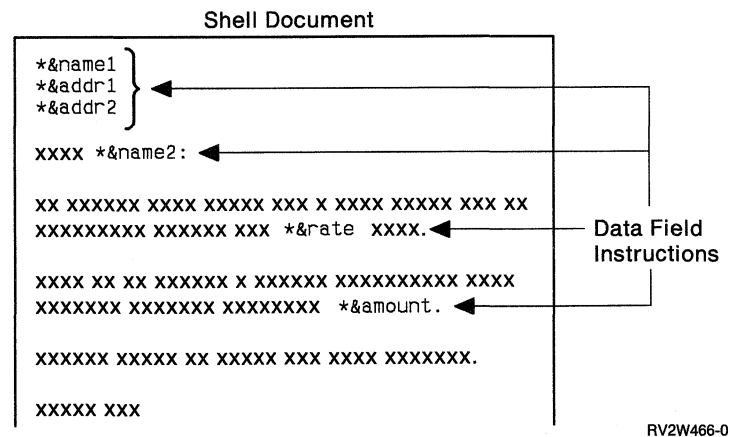 Shell Document
*&name1
*&addr1
*&addr2
xxxx *&name2:
xx xxxxxx xxxx xxxxx xxx x xxxx xxxxx xxx xx
xxxxxxxxx xxxxxx xxx *&rate xxxx.
Data Field
Instructions
xxxx xx xx xxxxxx x xxxxxx xxxxxxxxxx xxxx
xxxxxxx xxxxxxx xxxxxxxx *&amount.
xxxxxx xxxxx xx xxxxx xxx xxxx xxxxxxx.
xxxxx xxx
RV2W466-0